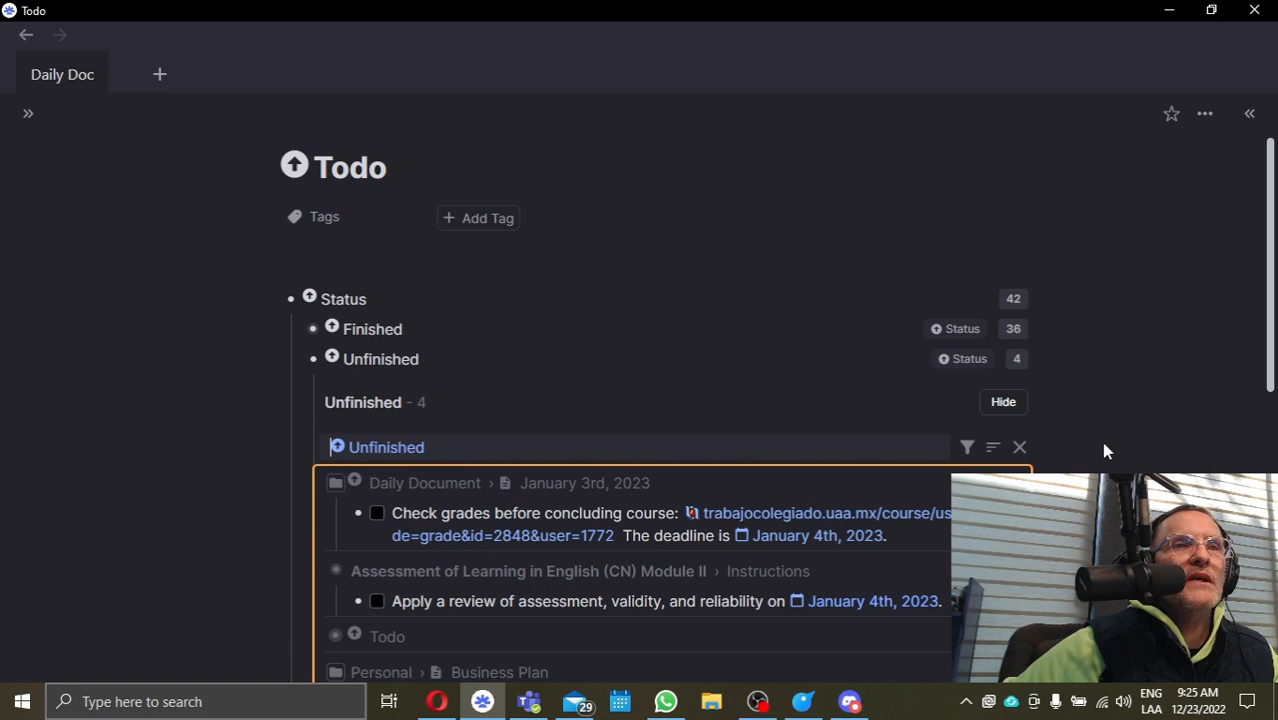 Todo
Daily Doc
Todo
Tags
+ Add Tag
Status
42
Finished
Status
36
Unfinished
Status
4
Unfinished - 4
Hide
Unfinished
Daily Document › January 3rd, 2023
Check grades before concluding course: trabajocolegiado.uaa.mx/course/us
de=grade&id=2848&user=1772 The deadline is January 4th, 2023.
Assessment of Learning in English (CN) Module II › Instructions
Apply a review of assessment, validity, and reliability on January 4th, 2023.
Todo
Personal › Business Plan
Type here to search
29
ENG
LAA
9:25 AM
12/23/2022